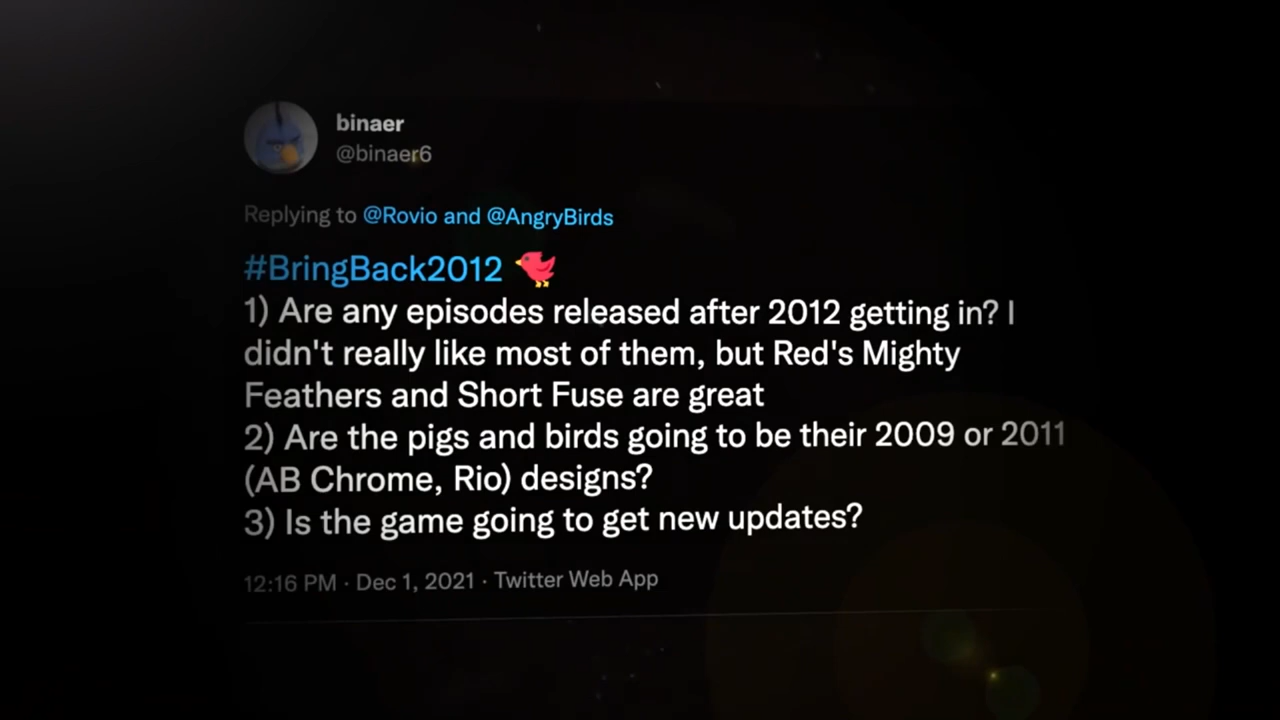 binaer
@binaer6
Replying to @Rovio and @AngryBirds
#BringBack2012 🐦
1) Are any episodes released after 2012 getting in? I
didn't really like most of them, but Red's Mighty
Feathers and Short Fuse are great
2) Are the pigs and birds going to be their 2009 or 2011
(AB Chrome, Rio) designs?
3) Is the game going to get new updates?
12:16 PM · Dec 1, 2021 · Twitter Web App